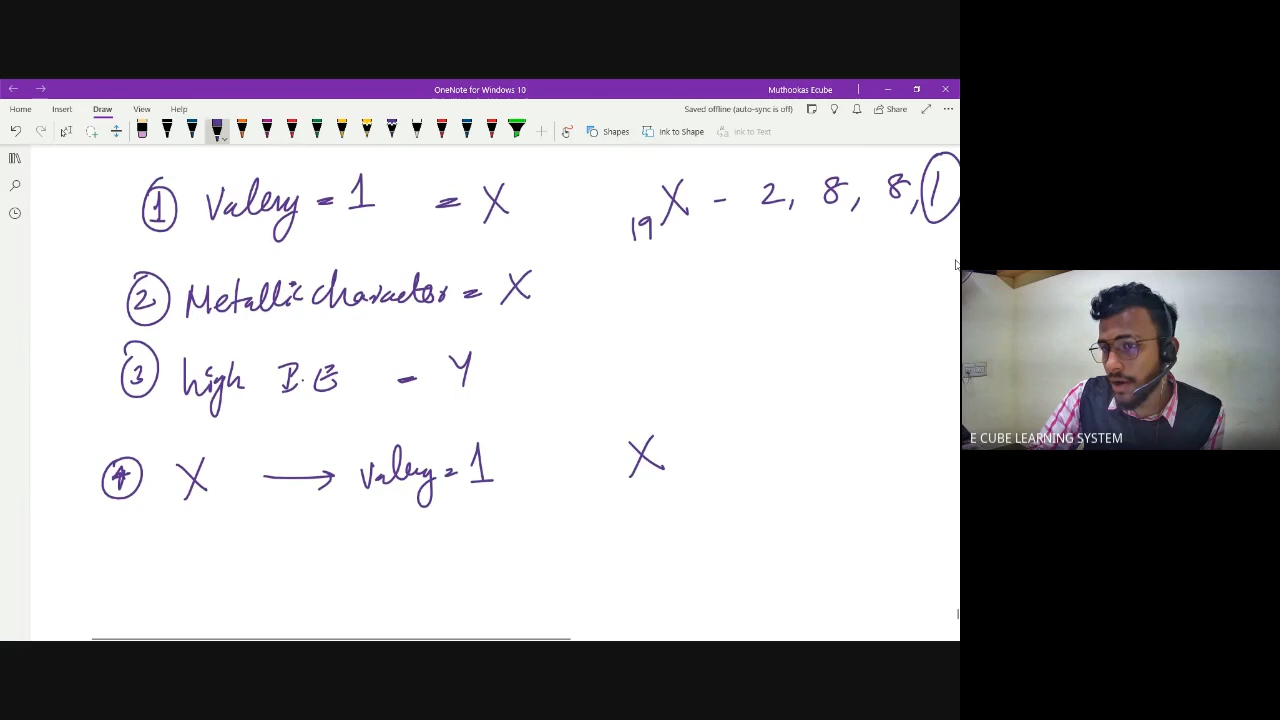 OneNote for Windows 10
Muthookas Ecube
Home Insert Draw View Help
Saved offline (auto-sync is off) Share
Shapes Ink to Shape Ink to Text
① Valency = 1 = X
19X - 2, 8, 8, 1
② Metallic character = X
③ high I.E - Y
④ X → Valency = 1 X
E CUBE LEARNING SYSTEM